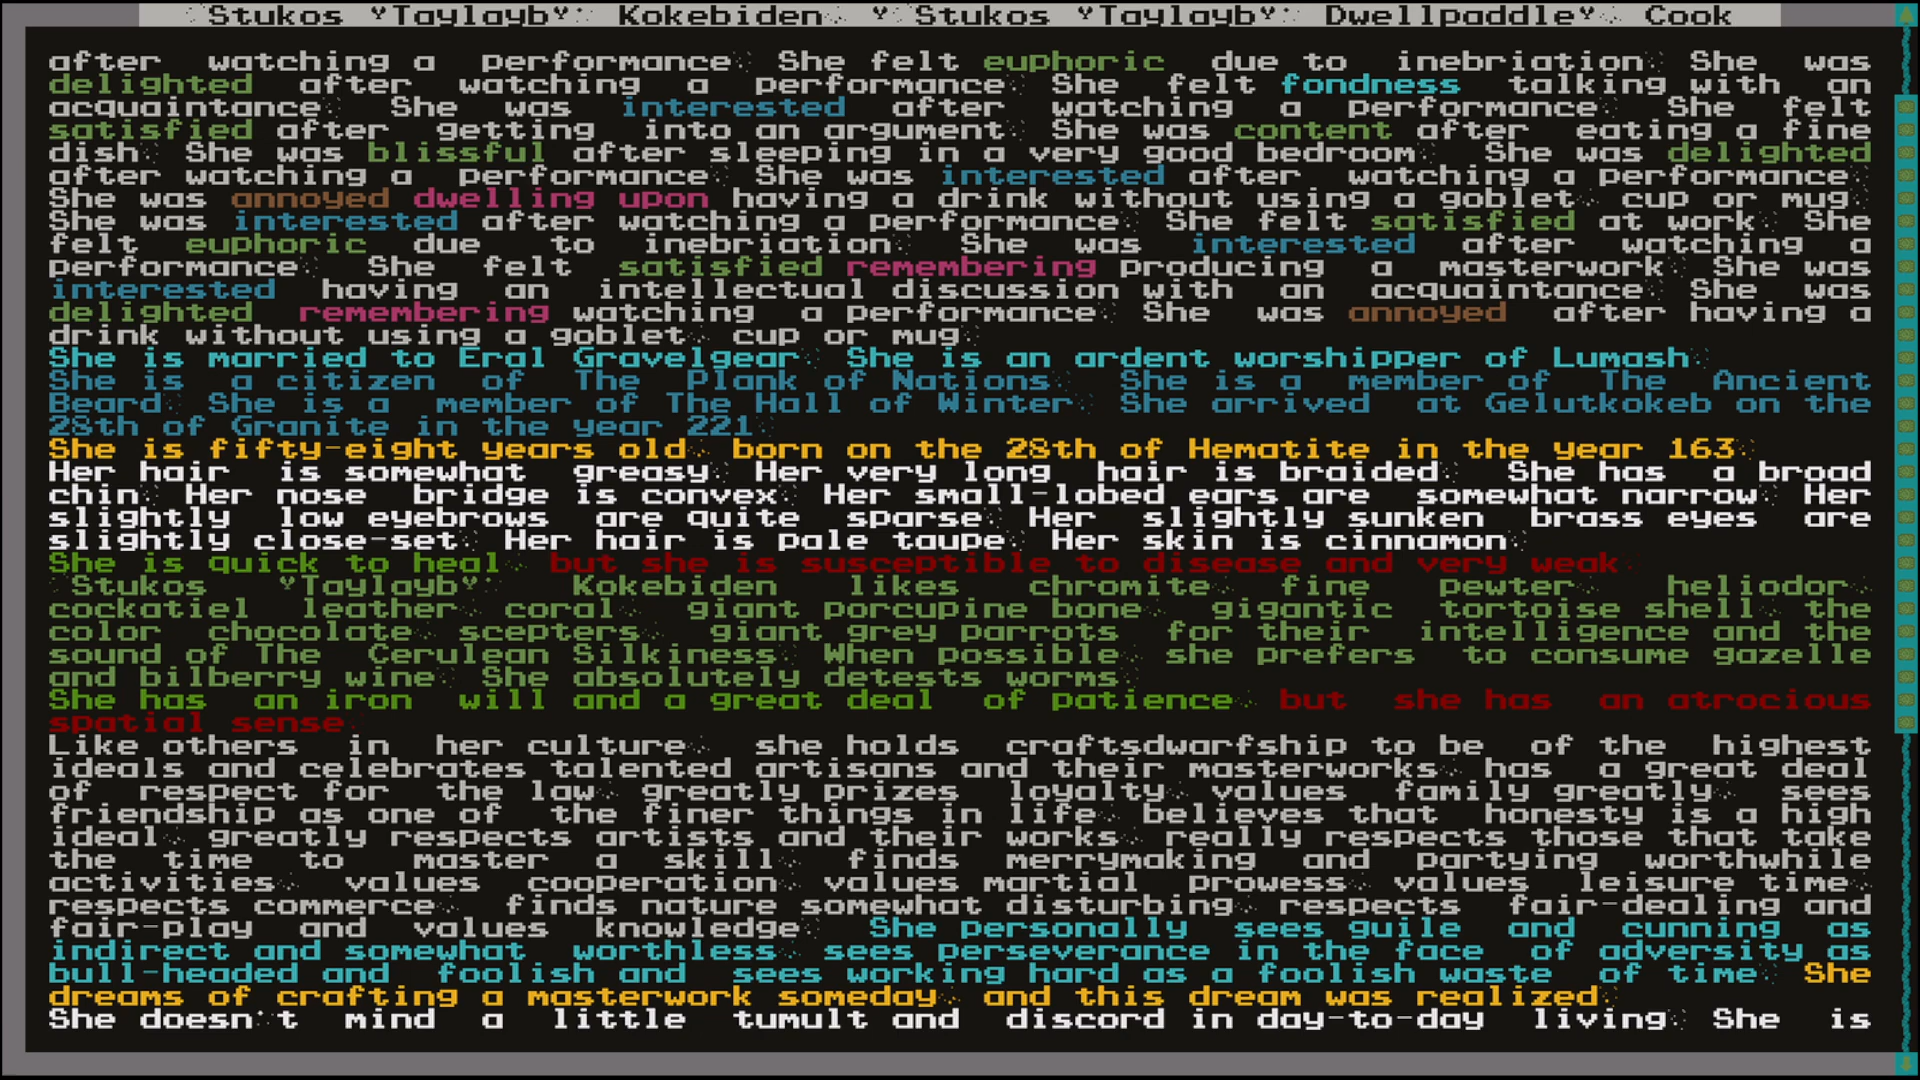 `Stukos "Taylayb", Kokebiden, "Stukos "Taylayb", Dwellpaddle", Cook
after watching a performance. She felt euphoric due to inebriation. She was
delighted after watching a performance. She felt fondness talking with an
acquaintance. She was interested after watching a performance. She felt
satisfied after getting into an argument. She was content after eating a fine
dish. She was blissful after sleeping in a very good bedroom. She was delighted
after watching a performance. She was interested after watching a performance.
She was annoyed dwelling upon having a drink without using a goblet, cup or mug.
She was interested after watching a performance. She felt satisfied at work. She
felt euphoric due to inebriation. She was interested after watching a
performance. She felt satisfied remembering producing a masterwork. She was
interested having an intellectual discussion with an acquaintance. She was
delighted remembering watching a performance. She was annoyed after having a
drink without using a goblet, cup or mug.
She is married to Eral Gravelgear. She is an ardent worshipper of Lumash.
She is a citizen of The Plank of Nations. She is a member of The Ancient
Beard. She is a member of The Hall of Winter. She arrived at Gelutkokeb on the
28th of Granite in the year 221.
She is fifty-eight years old, born on the 28th of Hematite in the year 163.
Her hair is somewhat greasy. Her very long hair is braided. She has a broad
chin. Her nose bridge is convex. Her small-lobed ears are somewhat narrow. Her
slightly low eyebrows are quite sparse. Her slightly sunken brass eyes are
slightly close-set. Her hair is pale taupe. Her skin is cinnamon.
She is quick to heal, but she is susceptible to disease and very weak.
`Stukos "Taylayb", Kokebiden likes chromite, fine pewter, heliodor,
cockatiel leather, coral, giant porcupine bone, gigantic tortoise shell, the
color chocolate, scepters, giant grey parrots for their intelligence and the
sound of The Cerulean Silkiness. When possible, she prefers to consume gazelle
and bilberry wine. She absolutely detests worms.
She has an iron will and a great deal of patience, but she has an atrocious
spatial sense.
Like others in her culture, she holds craftsdwarfship to be of the highest
ideals and celebrates talented artisans and their masterworks, has a great deal
of respect for the law, greatly prizes loyalty, values family greatly, sees
friendship as one of the finer things in life, believes that honesty is a high
ideal, greatly respects artists and their works, really respects those that take
the time to master a skill, finds merrymaking and partying worthwhile
activities, values cooperation, values martial prowess, values leisure time,
respects commerce, finds nature somewhat disturbing, respects fair-dealing and
fair-play and values knowledge. She personally sees guile and cunning as
indirect and somewhat worthless, sees perseverance in the face of adversity as
bull-headed and foolish and sees working hard as a foolish waste of time. She
dreams of crafting a masterwork someday, and this dream was realized.
She doesn't mind a little tumult and discord in day-to-day living. She is